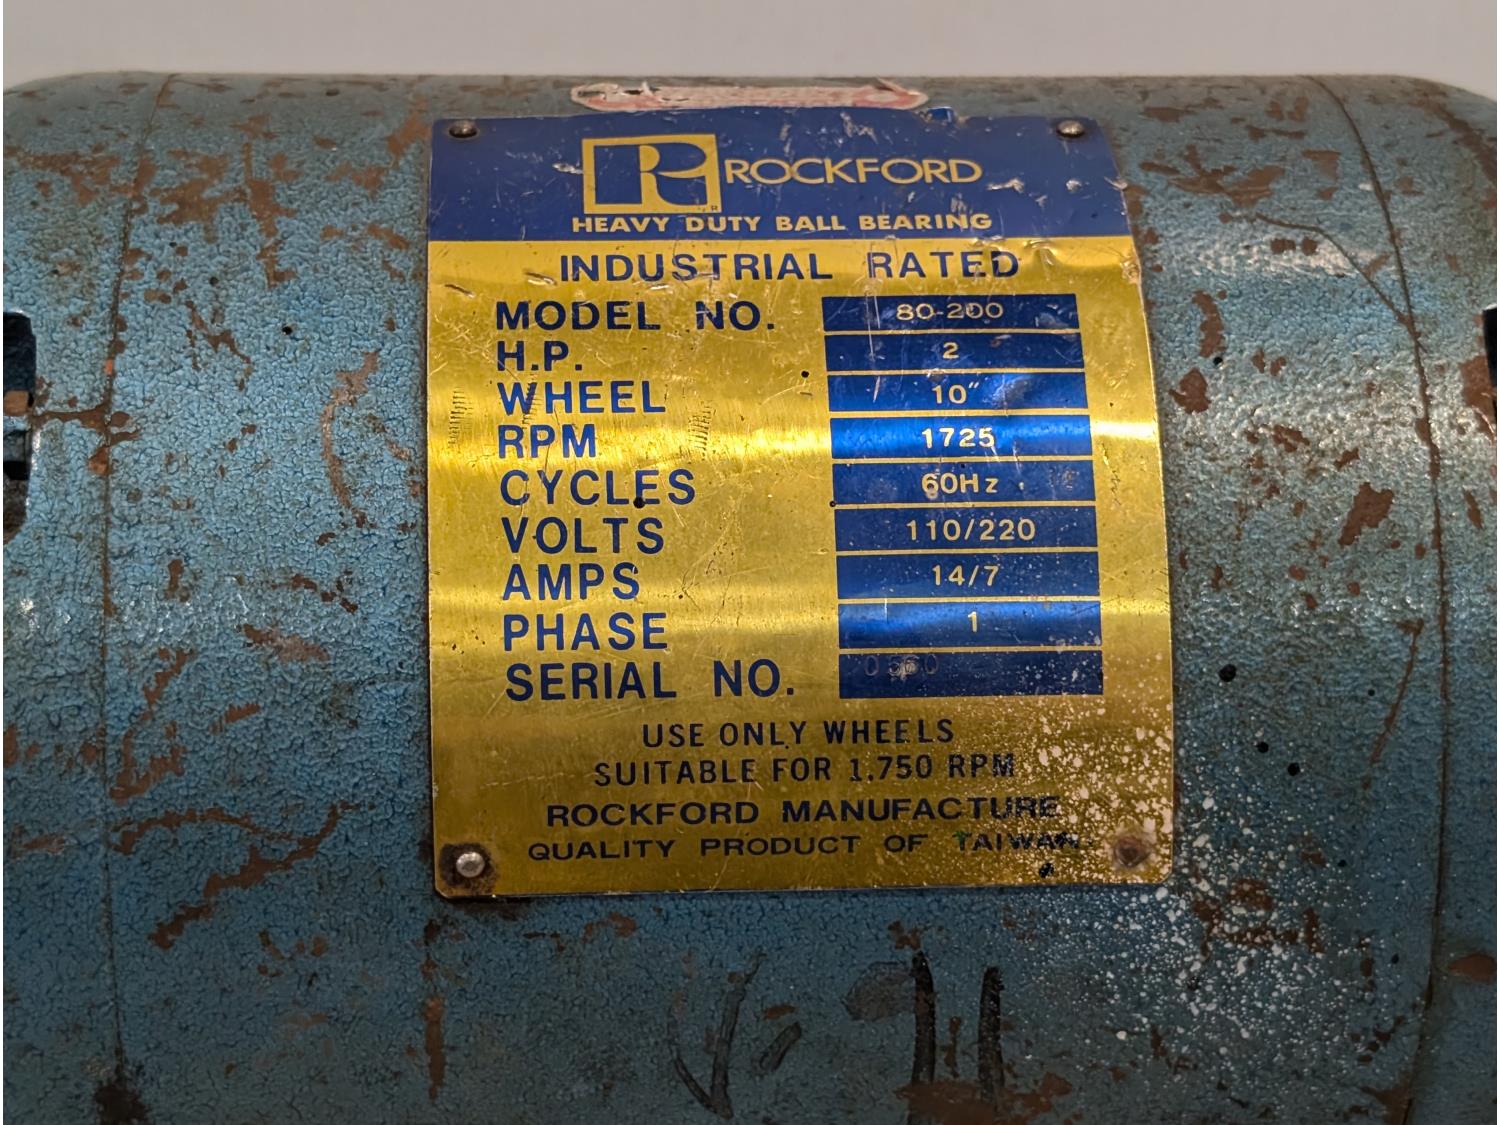 R ROCKFORD
HEAVY DUTY BALL BEARING
INDUSTRIAL RATED
MODEL NO. 80-200
H.P. 2
WHEEL 10"
RPM 1725
CYCLES 60Hz
VOLTS 110/220
AMPS 14/7
PHASE 1
SERIAL NO.
USE ONLY WHEELS
SUITABLE FOR 1,750 RPM
ROCKFORD MANUFACTURE
QUALITY PRODUCT OF TAIWAN